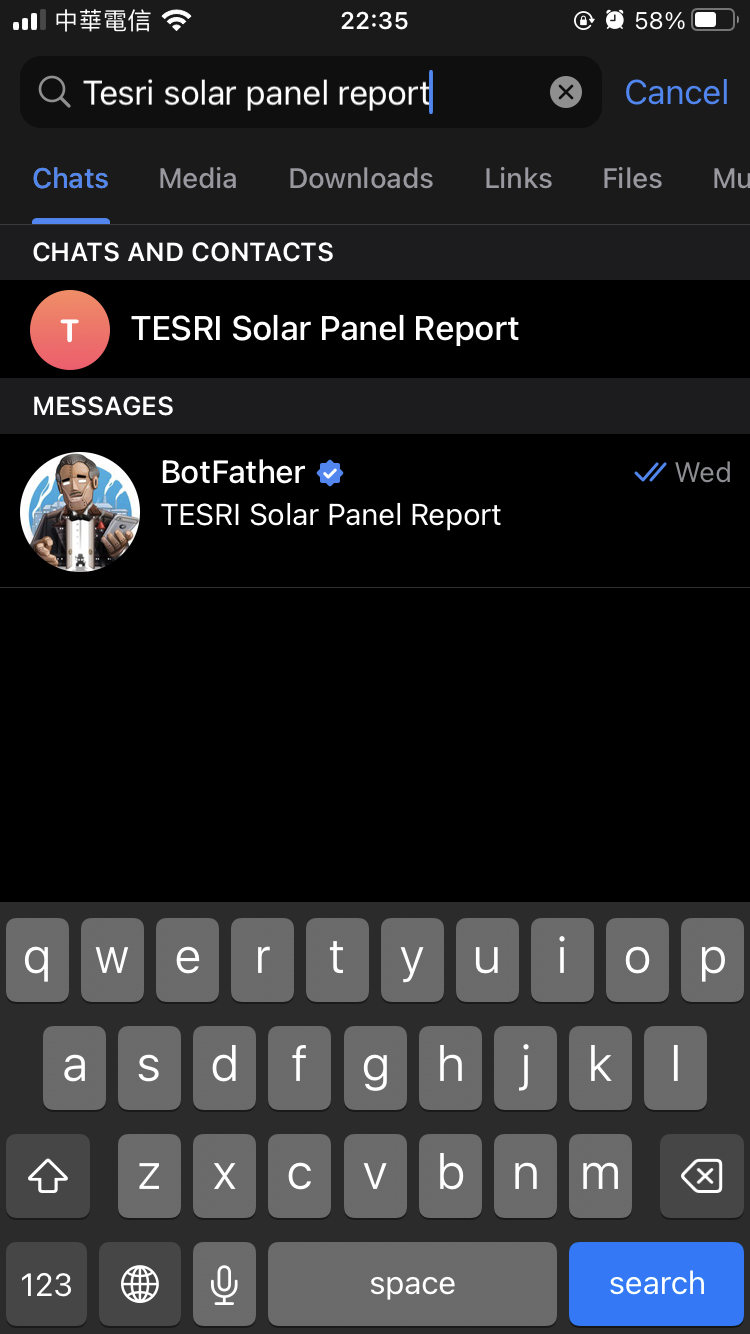 中華電信
22:35
58%
Tesri solar panel report
Cancel
Chats
Media
Downloads
Links
Files
Mu
CHATS AND CONTACTS
T
TESRI Solar Panel Report
MESSAGES
BotFather
Wed
TESRI Solar Panel Report
q w e r t y u i o p
a s d f g h j k l
z x c v b n m
123
space
search